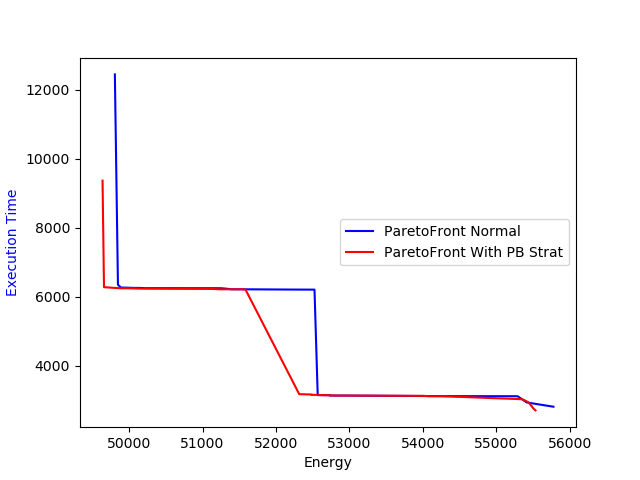 12000
10000
8000
6000
4000
Execution Time
ParetoFront Normal
ParetoFront With PB Strat
50000 51000 52000 53000 54000 55000 56000
Energy